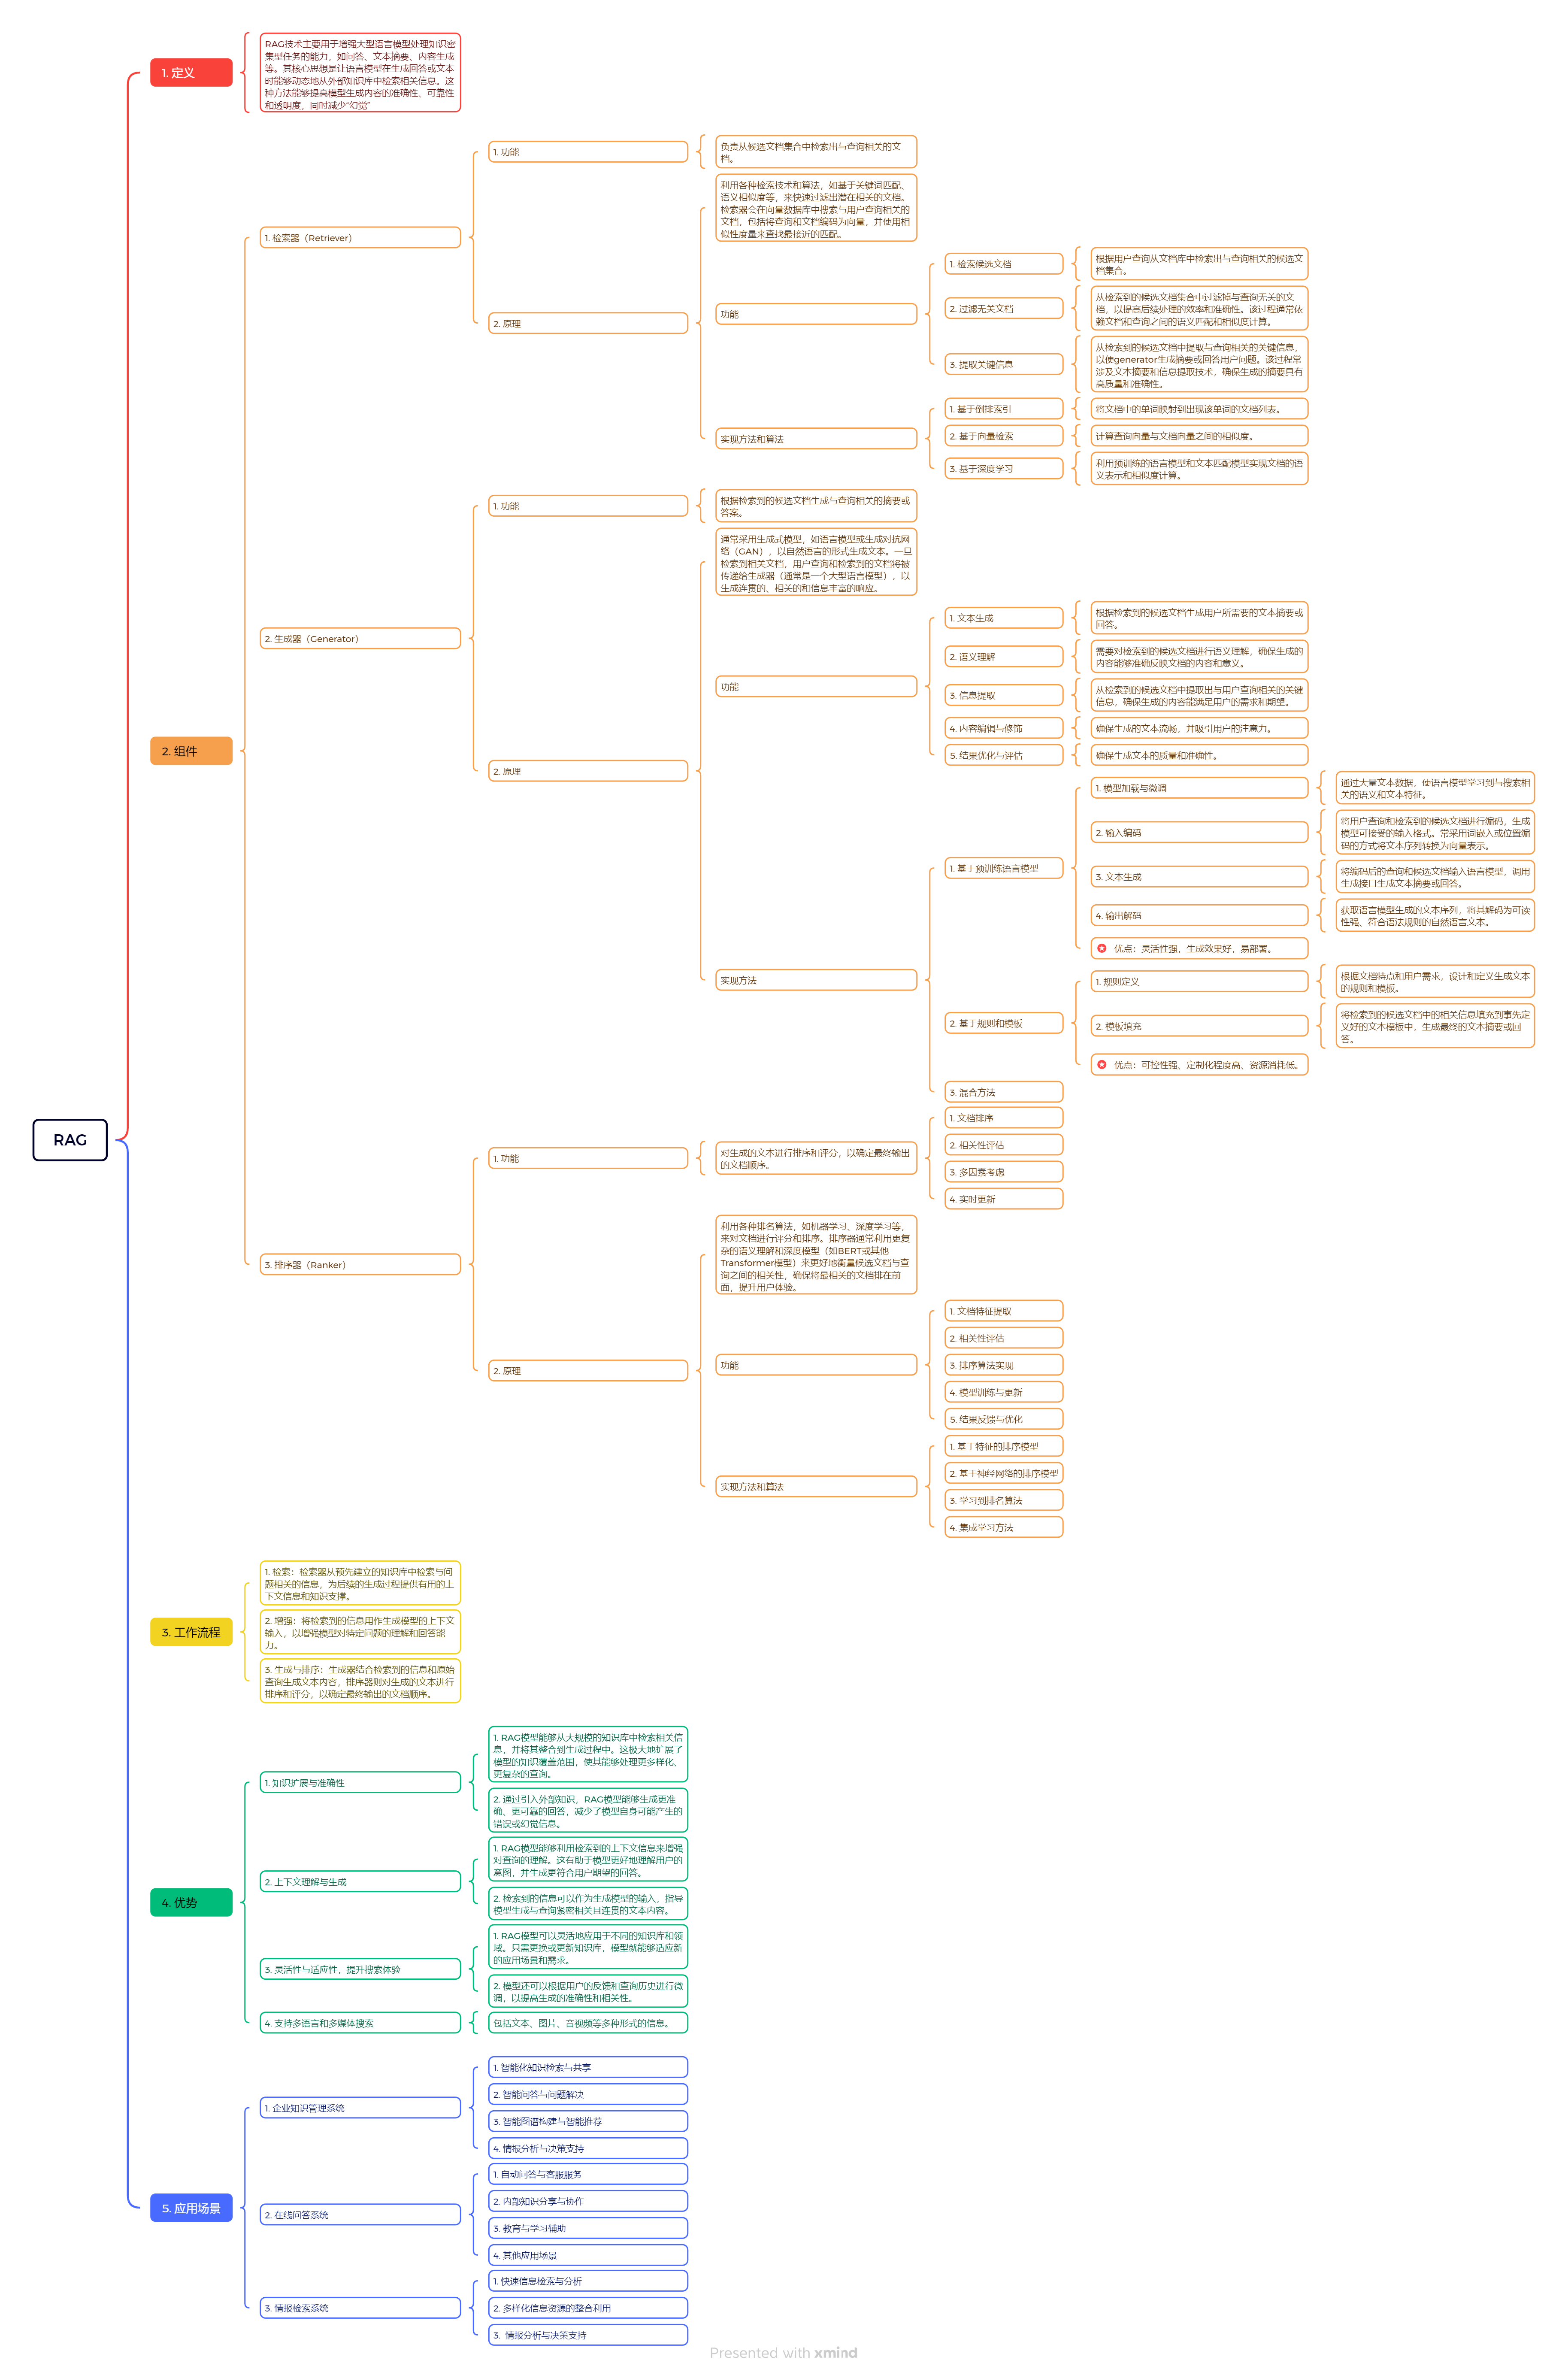 RAG
1. 定义
RAG技术主要用于增强大型语言模型处理知识密
集型任务的能力，如问答、文本摘要、内容生成
等。其核心思想是让语言模型在生成回答或文本
时能够动态地从外部知识库中检索相关信息。这
种方法能够提高模型生成内容的准确性、可靠性
和透明度，同时减少“幻觉”
2. 组件
1. 检索器（Retriever）
1. 功能
负责从候选文档集合中检索出与查询相关的文
档。
2. 原理
利用各种检索技术和算法，如基于关键词匹配、
语义相似度等，来快速过滤出潜在相关的文档。
检索器会在向量数据库中搜索与用户查询相关的
文档，包括将查询和文档编码为向量，并使用相
似性度量来查找最接近的匹配。
功能
1. 检索候选文档
根据用户查询从文档库中检索出与查询相关的候选文
档集合。
2. 过滤无关文档
从检索到的候选文档集合中过滤掉与查询无关的文
档，以提高后续处理的效率和准确性。该过程通常依
赖文档和查询之间的语义匹配和相似度计算。
3. 提取关键信息
从检索到的候选文档中提取与查询相关的关键信息，
以便generator生成摘要或回答用户问题。该过程常
涉及文本摘要和信息提取技术，确保生成的摘要具有
高质量和准确性。
实现方法和算法
1. 基于倒排索引
将文档中的单词映射到出现该单词的文档列表。
2. 基于向量检索
计算查询向量与文档向量之间的相似度。
3. 基于深度学习
利用预训练的语言模型和文本匹配模型实现文档的语
义表示和相似度计算。
2. 生成器（Generator）
1. 功能
根据检索到的候选文档生成与查询相关的摘要或
答案。
2. 原理
通常采用生成式模型，如语言模型或生成对抗网
络（GAN），以自然语言的形式生成文本。一旦
检索到相关文档，用户查询和检索到的文档将被
传递给生成器（通常是一个大型语言模型），以
生成连贯的、相关的和信息丰富的响应。
功能
1. 文本生成
根据检索到的候选文档生成用户所需要的文本摘要或
回答。
2. 语义理解
需要对检索到的候选文档进行语义理解，确保生成的
内容能够准确反映文档的内容和意义。
3. 信息提取
从检索到的候选文档中提取出与用户查询相关的关键
信息，确保生成的内容能满足用户的需求和期望。
4. 内容编辑与修饰
确保生成的文本流畅，并吸引用户的注意力。
5. 结果优化与评估
确保生成文本的质量和准确性。
实现方法
1. 基于预训练语言模型
1. 模型加载与微调
通过大量文本数据，使语言模型学习到与搜索相
关的语义和文本特征。
2. 输入编码
将用户查询和检索到的候选文档进行编码，生成
模型可接受的输入格式。常采用词嵌入或位置编
码的方式将文本序列转换为向量表示。
3. 文本生成
将编码后的查询和候选文档输入语言模型，调用
生成接口生成文本摘要或回答。
4. 输出解码
获取语言模型生成的文本序列，将其解码为可读
性强、符合语法规则的自然语言文本。
优点：灵活性强，生成效果好，易部署。
2. 基于规则和模板
1. 规则定义
根据文档特点和用户需求，设计和定义生成文本
的规则和模板。
2. 模板填充
将检索到的候选文档中的相关信息填充到事先定
义好的文本模板中，生成最终的文本摘要或回
答。
优点：可控性强、定制化程度高、资源消耗低。
3. 混合方法
3. 排序器（Ranker）
1. 功能
对生成的文本进行排序和评分，以确定最终输出
的文档顺序。
1. 文档排序
2. 相关性评估
3. 多因素考虑
4. 实时更新
2. 原理
利用各种排名算法，如机器学习、深度学习等，
来对文档进行评分和排序。排序器通常利用更复
杂的语义理解和深度模型（如BERT或其他
Transformer模型）来更好地衡量候选文档与查
询之间的相关性，确保将最相关的文档排在前
面，提升用户体验。
功能
1. 文档特征提取
2. 相关性评估
3. 排序算法实现
4. 模型训练与更新
5. 结果反馈与优化
实现方法和算法
1. 基于特征的排序模型
2. 基于神经网络的排序模型
3. 学习到排名算法
4. 集成学习方法
3. 工作流程
1. 检索：检索器从预先建立的知识库中检索与问
题相关的信息，为后续的生成过程提供有用的上
下文信息和知识支撑。
2. 增强：将检索到的信息用作生成模型的上下文
输入，以增强模型对特定问题的理解和回答能
力。
3. 生成与排序：生成器结合检索到的信息和原始
查询生成文本内容，排序器则对生成的文本进行
排序和评分，以确定最终输出的文档顺序。
4. 优势
1. 知识扩展与准确性
1. RAG模型能够从大规模的知识库中检索相关信
息，并将其整合到生成过程中。这极大地扩展了
模型的知识覆盖范围，使其能够处理更多样化、
更复杂的查询。
2. 通过引入外部知识，RAG模型能够生成更准
确、更可靠的回答，减少了模型自身可能产生的
错误或幻觉信息。
2. 上下文理解与生成
1. RAG模型能够利用检索到的上下文信息来增强
对查询的理解。这有助于模型更好地理解用户的
意图，并生成更符合用户期望的回答。
2. 检索到的信息可以作为生成模型的输入，指导
模型生成与查询紧密相关且连贯的文本内容。
3. 灵活性与适应性，提升搜索体验
1. RAG模型可以灵活地应用于不同的知识库和领
域。只需更换或更新知识库，模型就能够适应新
的应用场景和需求。
2. 模型还可以根据用户的反馈和查询历史进行微
调，以提高生成的准确性和相关性。
4. 支持多语言和多媒体搜索
包括文本、图片、音视频等多种形式的信息。
5. 应用场景
1. 企业知识管理系统
1. 智能化知识检索与共享
2. 智能问答与问题解决
3. 智能图谱构建与智能推荐
4. 情报分析与决策支持
2. 在线问答系统
1. 自动问答与客服服务
2. 内部知识分享与协作
3. 教育与学习辅助
4. 其他应用场景
3. 情报检索系统
1. 快速信息检索与分析
2. 多样化信息资源的整合利用
3. 情报分析与决策支持
Presented with xmind